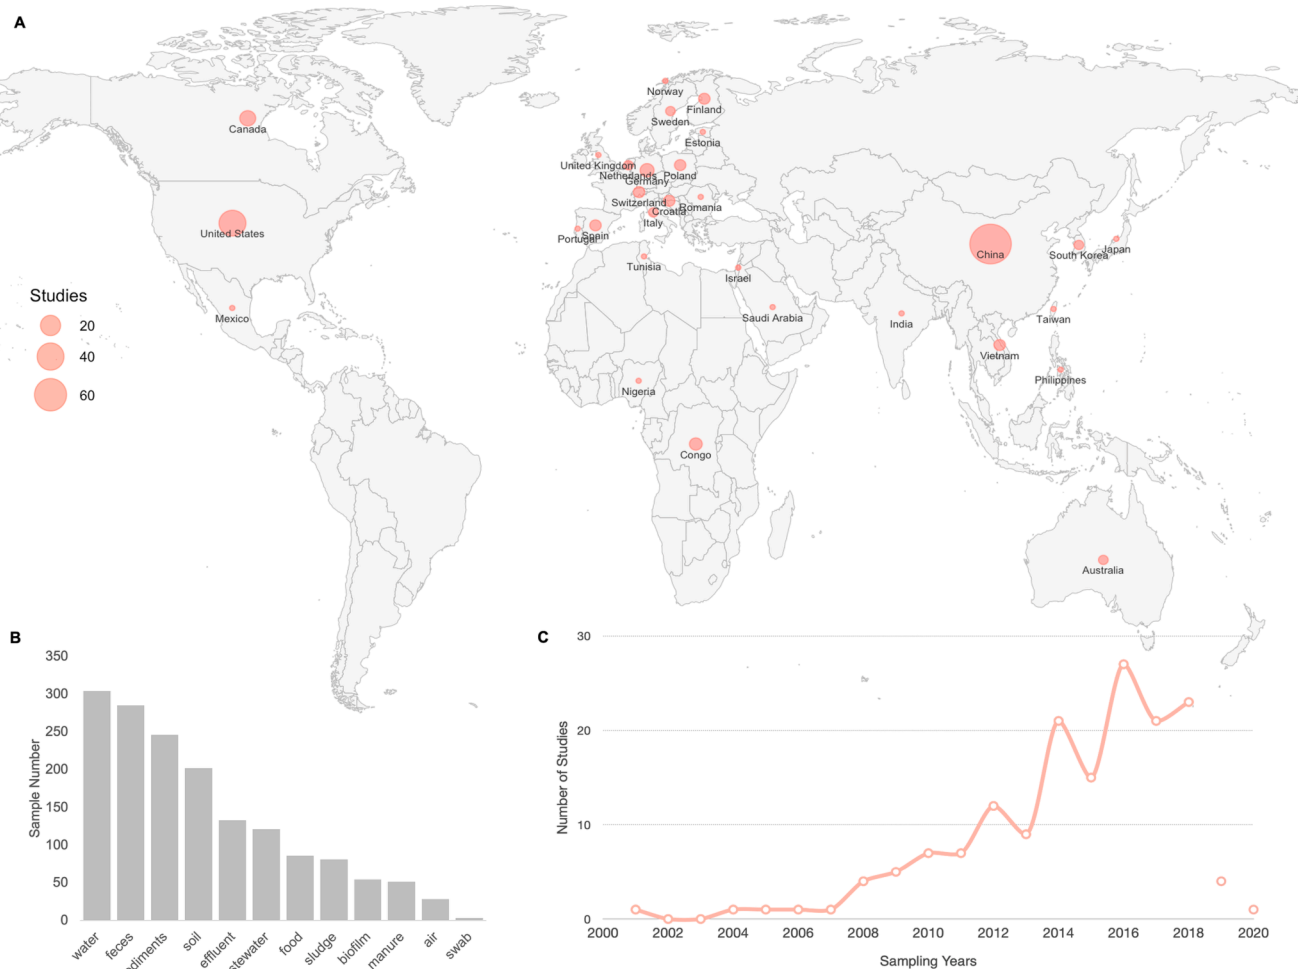 A
Norway
Finland
Canada
Sweden
Estonia
United Kingdom
Netherlands
Poland
Germany
Switzerland
Romania
Croatia
Italy
United States
Spain
Portugal
China
South Korea
Japan
Tunisia
Israel
Studies
20
40
60
Mexico
Saudi Arabia
India
Taiwan
Vietnam
Philippines
Nigeria
Congo
Australia
B
350
300
250
200
150
100
50
0
Sample Number
water
feces
diments
soil
effluent
stewater
food
sludge
biofilm
manure
air
swab
C
30
20
10
0
Number of Studies
2000
2002
2004
2006
2008
2010
2012
2014
2016
2018
2020
Sampling Years